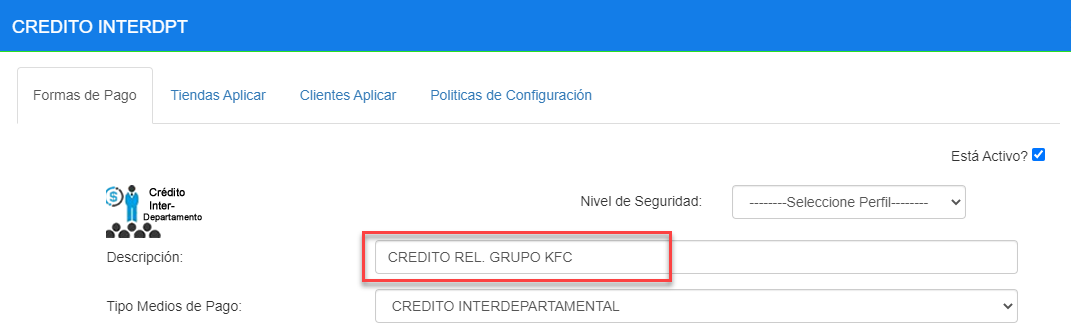 CREDITO INTERDPT
Formas de Pago Tiendas Aplicar Clientes Aplicar Politicas de Configuración
Está Activo?
Crédito
Inter-
Departamento
Nivel de Seguridad: --------Seleccione Perfil--------
Descripción: CREDITO REL. GRUPO KFC
Tipo Medios de Pago: CREDITO INTERDEPARTAMENTAL